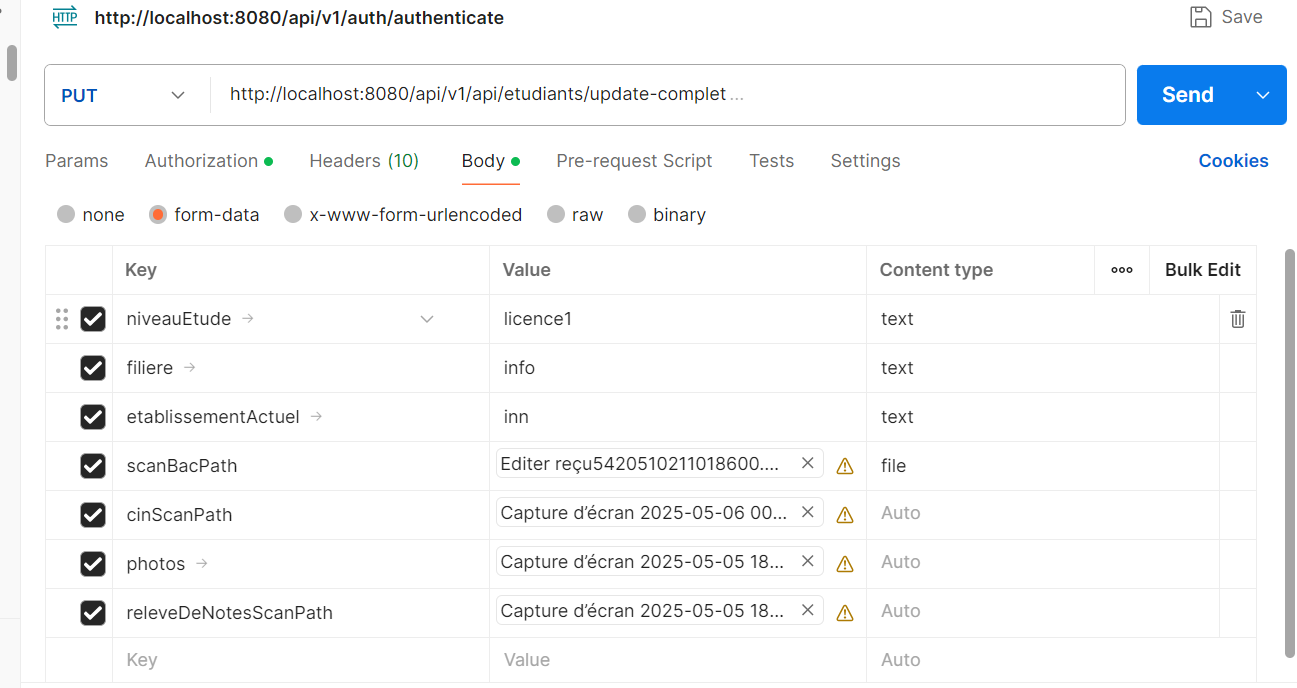 HTTP http://localhost:8080/api/v1/auth/authenticate Save
PUT http://localhost:8080/api/v1/api/etudiants/update-complet ... Send
Params Authorization Headers (10) Body Pre-request Script Tests Settings Cookies
none form-data x-www-form-urlencoded raw binary
Key Value Content type Bulk Edit
niveauEtude licence1 text
filiere info text
etablissementActuel inn text
scanBacPath Editer reçu5420510211018600.... file
cinScanPath Capture d’écran 2025-05-06 00... Auto
photos Capture d’écran 2025-05-05 18... Auto
releveDeNotesScanPath Capture d’écran 2025-05-05 18... Auto
Key Value Auto